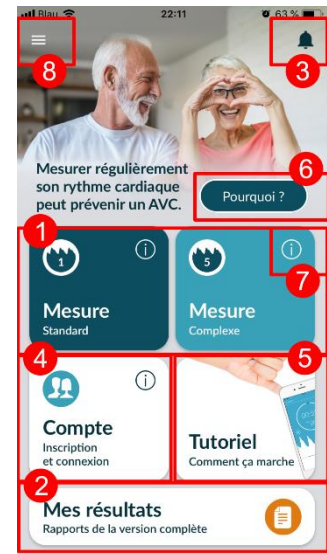 Blau 22:11 63 %
8
3
6
Mesurer régulièrement
son rythme cardiaque
peut prévenir un AVC.
Pourquoi ?
1
7
1
5
Mesure
Standard
Mesure
Complexe
4
5
Compte
Inscription
et connexion
Tutoriel
Comment ça marche
2
Mes résultats
Rapports de la version complète